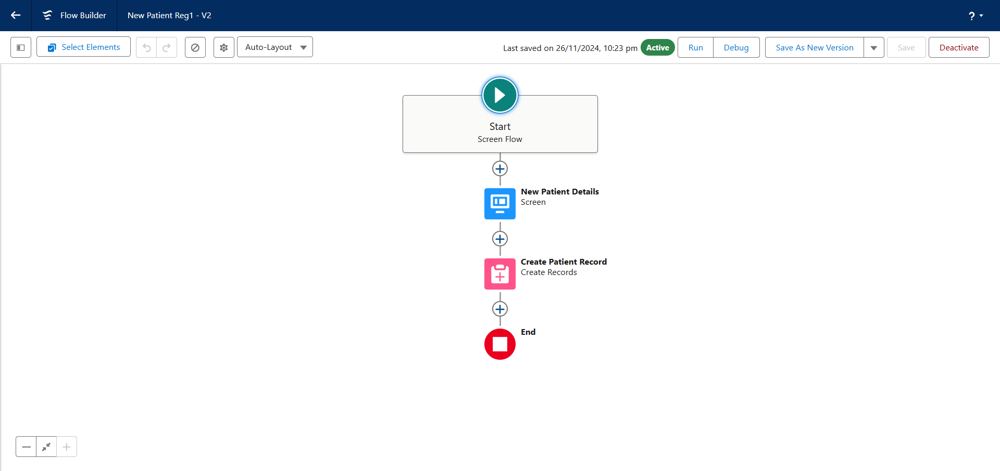 Flow Builder
New Patient Reg1 - V2
?
Select Elements
Auto-Layout
Last saved on 26/11/2024, 10:23 pm
Active
Run
Debug
Save As New Version
Save
Deactivate
Start
Screen Flow
New Patient Details
Screen
Create Patient Record
Create Records
End